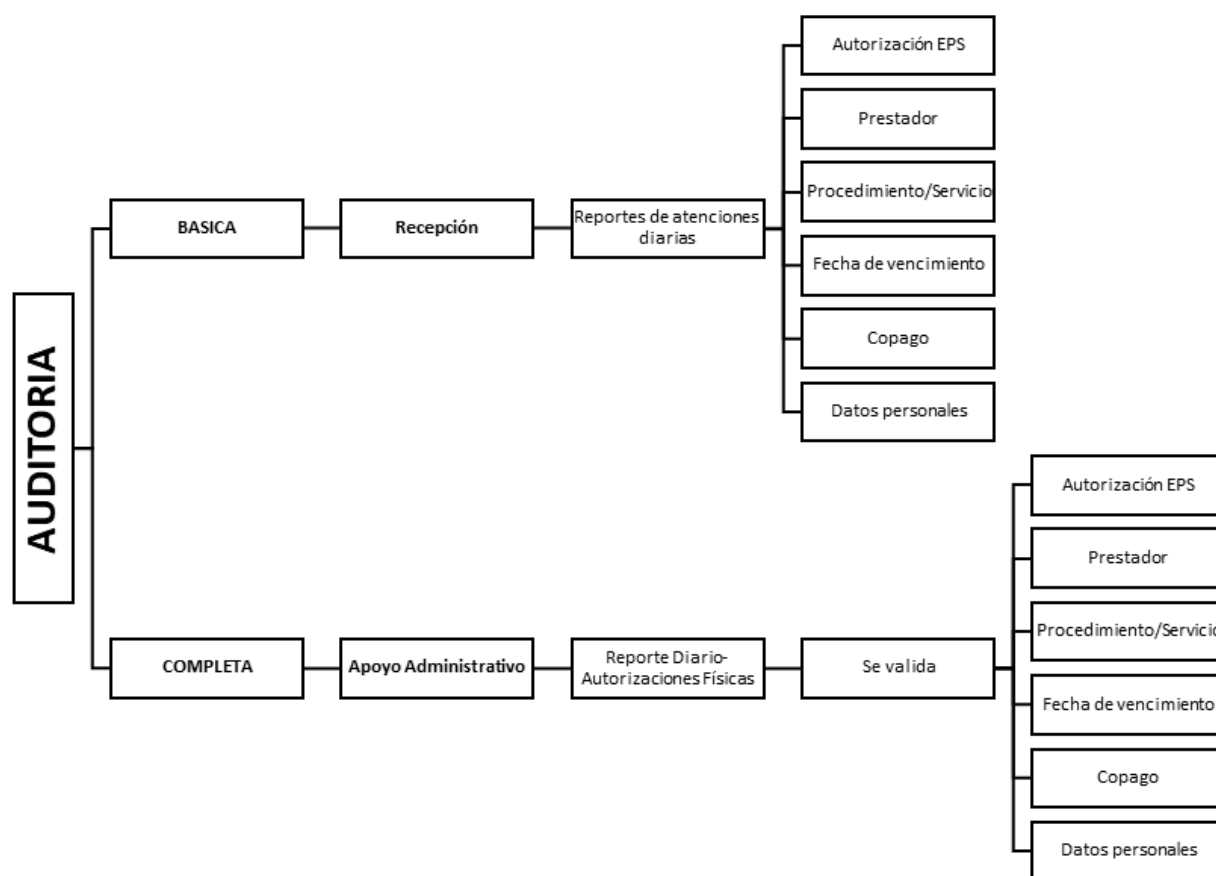 AUDITORIA
BASICA
Recepción
Reportes de atenciones
diarias
Autorización EPS
Prestador
Procedimiento/Servicio
Fecha de vencimiento
Copago
Datos personales
COMPLETA
Apoyo Administrativo
Reporte Diario-
Autorizaciones Físicas
Se valida
Autorización EPS
Prestador
Procedimiento/Servicio
Fecha de vencimiento
Copago
Datos personales